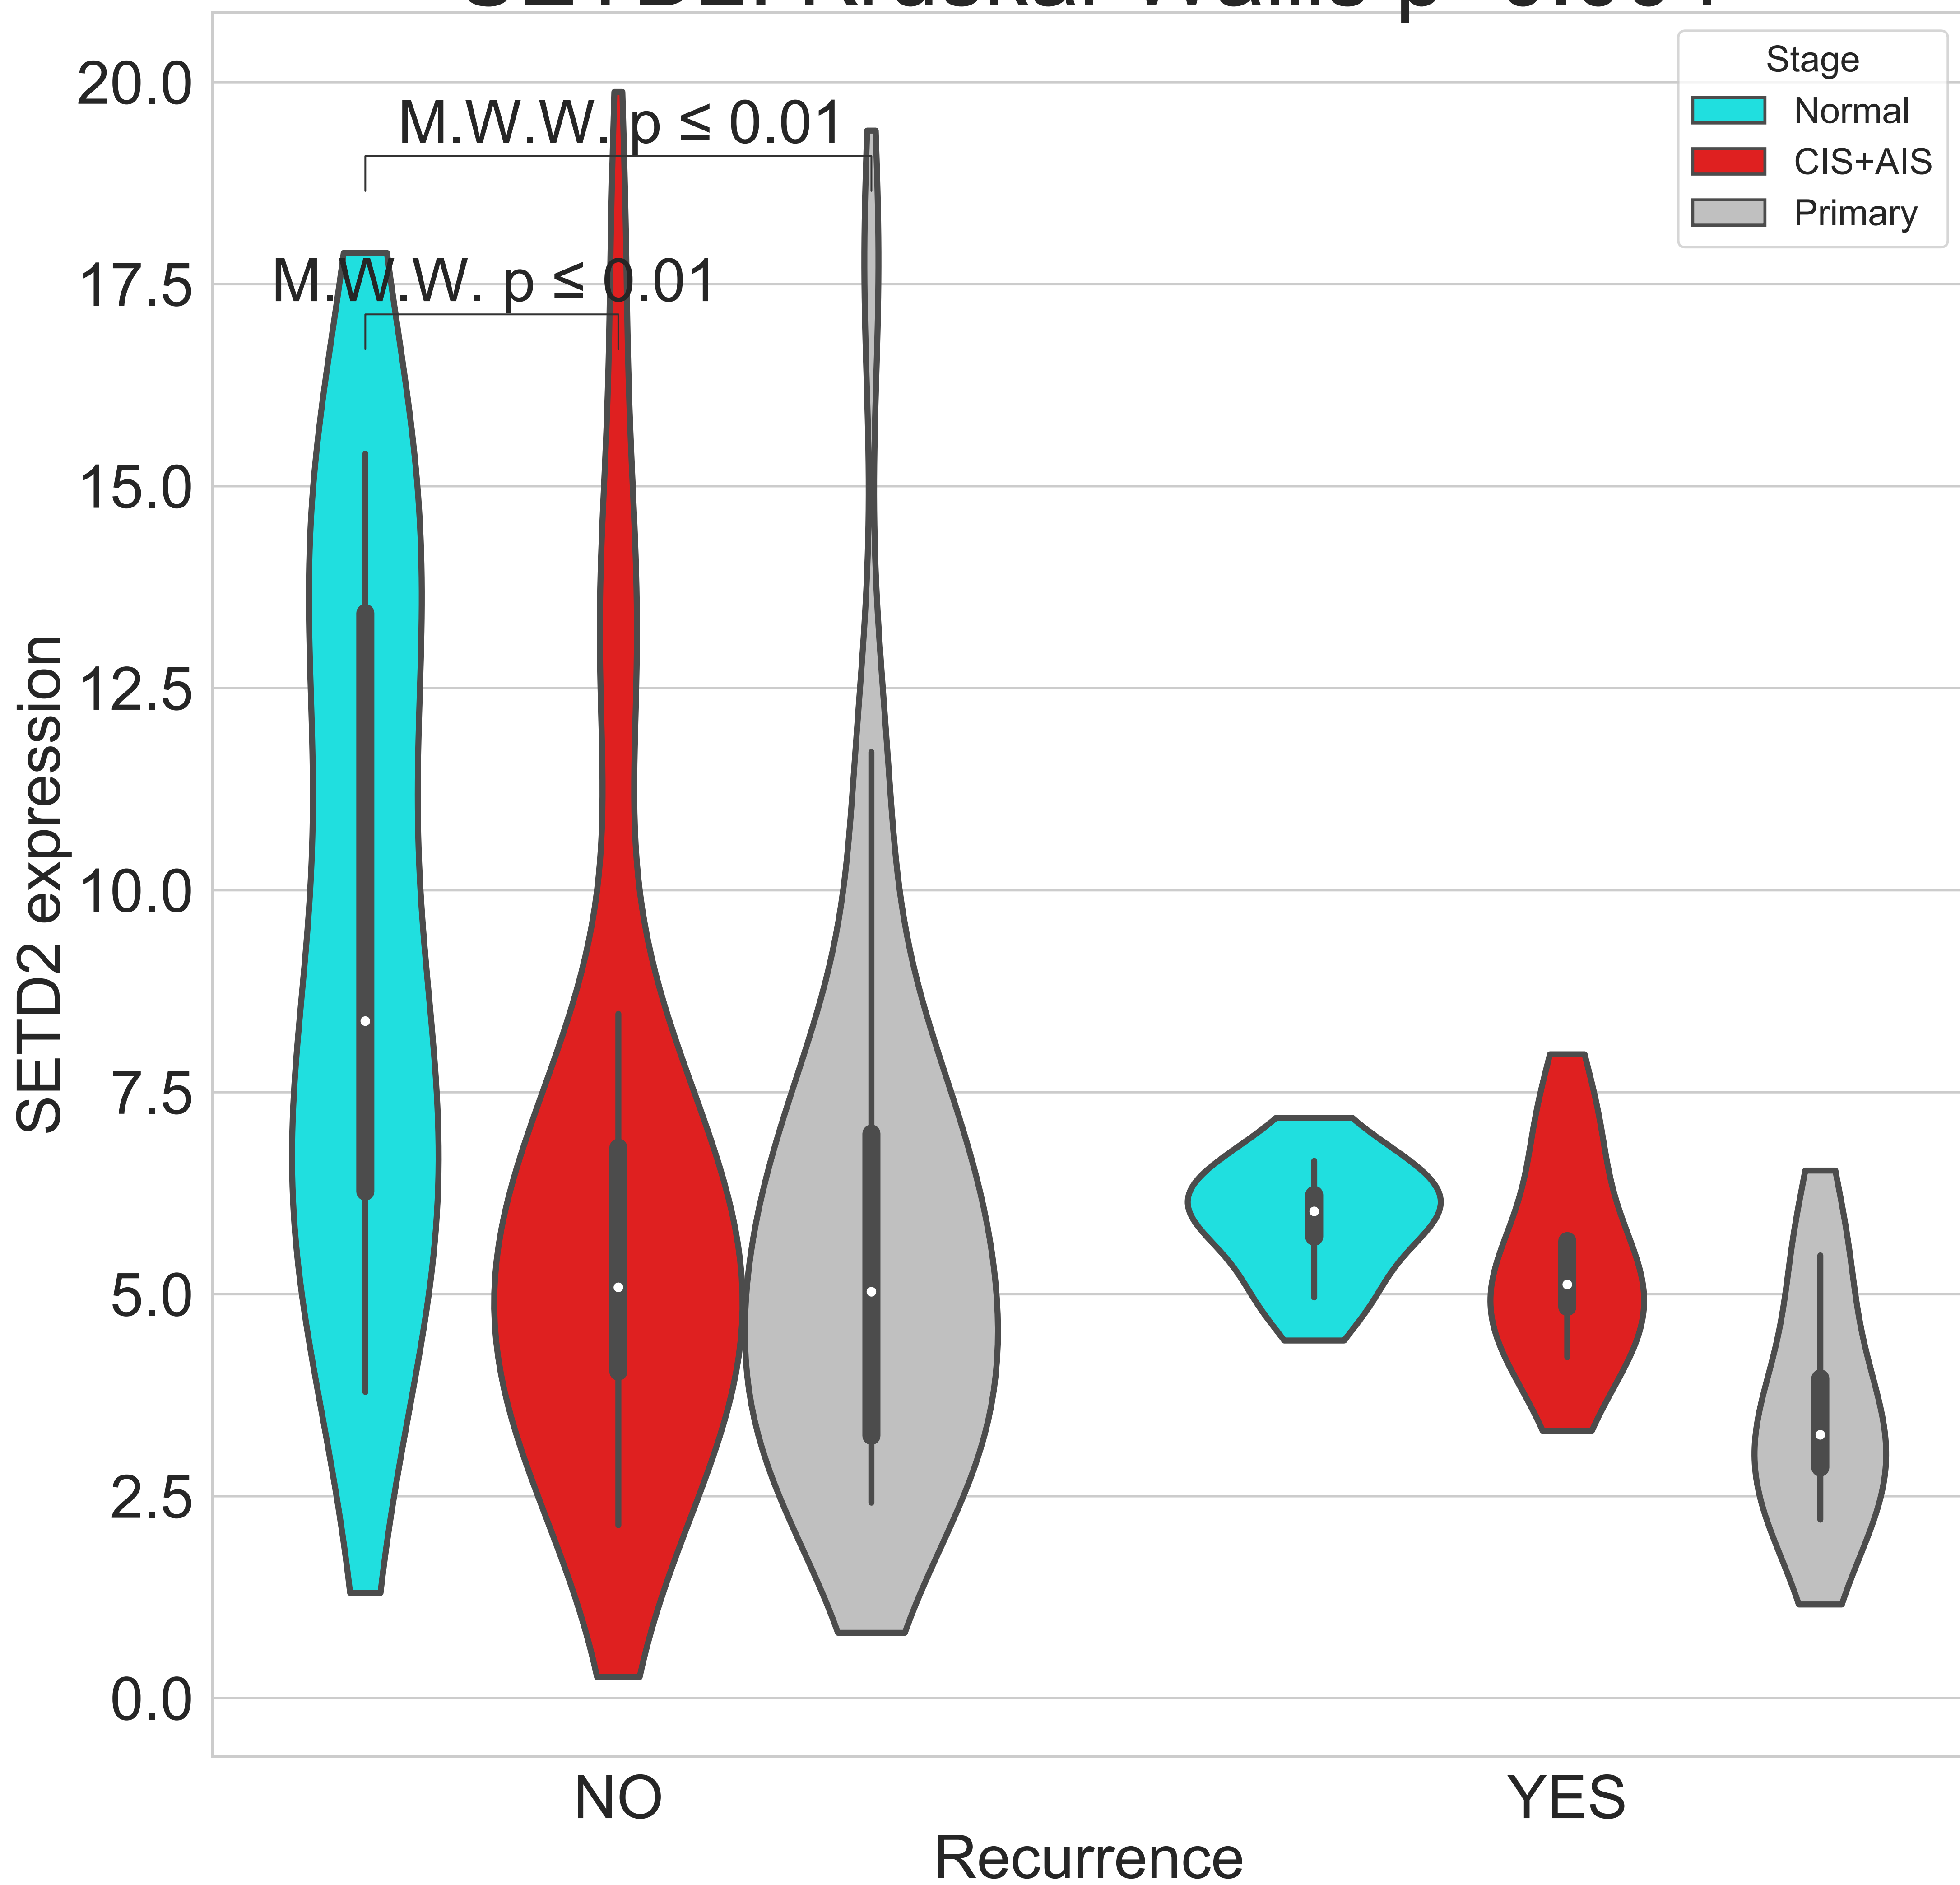 20.0
17.5
15.0
12.5
10.0
7.5
5.0
2.5
0.0
SETD2 expression
M.W.W. p ≤ 0.01
M.W.W. p ≤ 0.01
Stage
Normal
CIS+AIS
Primary
NO
YES
Recurrence